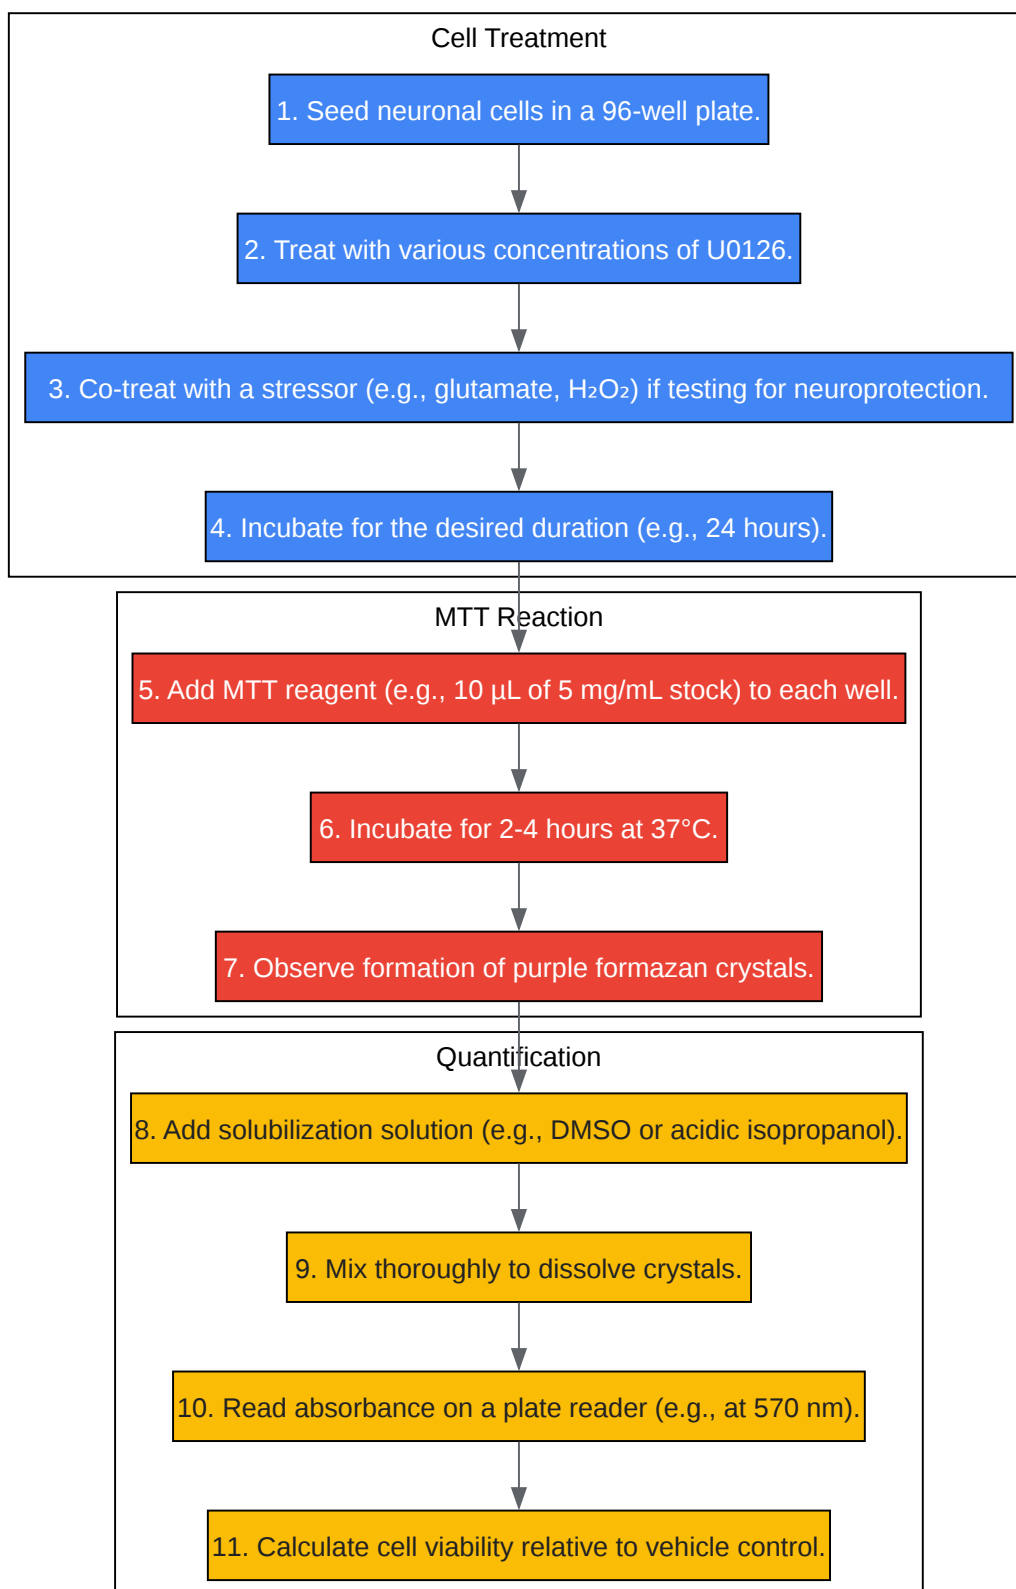 Cell Treatment
1. Seed neuronal cells in a 96-well plate.
2. Treat with various concentrations of U0126.
3. Co-treat with a stressor (e.g., glutamate, H₂O₂) if testing for neuroprotection.
4. Incubate for the desired duration (e.g., 24 hours).
MTT Reaction
5. Add MTT reagent (e.g., 10 µL of 5 mg/mL stock) to each well.
6. Incubate for 2-4 hours at 37°C.
7. Observe formation of purple formazan crystals.
Quantification
8. Add solubilization solution (e.g., DMSO or acidic isopropanol).
9. Mix thoroughly to dissolve crystals.
10. Read absorbance on a plate reader (e.g., at 570 nm).
11. Calculate cell viability relative to vehicle control.